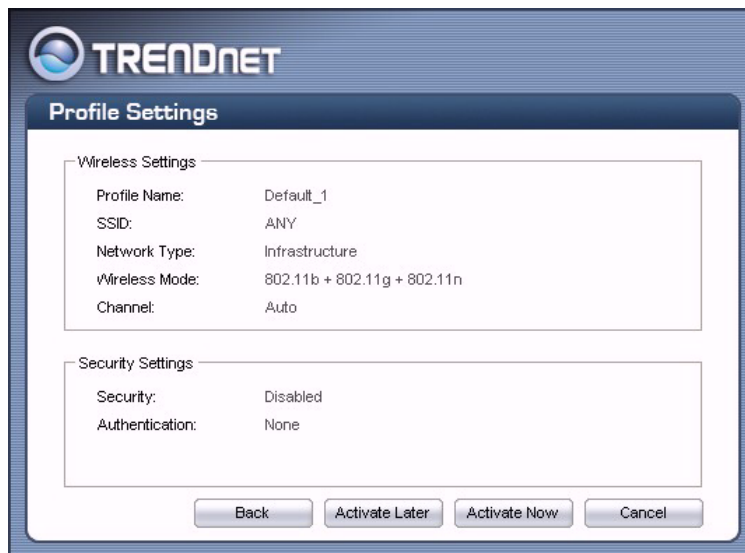 TRENDNET
Profile Settings
Wireless Settings
Profile Name: Default_1
SSID: ANY
Network Type: Infrastructure
Wireless Mode: 802.11b + 802.11g + 802.11n
Channel: Auto
Security Settings
Security: Disabled
Authentication: None
Back Activate Later Activate Now Cancel